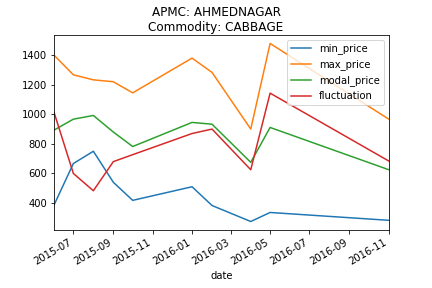 APMC: AHMEDNAGAR
Commodity: CABBAGE
min_price
max_price
modal_price
fluctuation
1400
1200
1000
800
600
400
2015-07
2015-09
2015-11
2016-01
2016-03
2016-05
2016-07
2016-09
2016-11
date